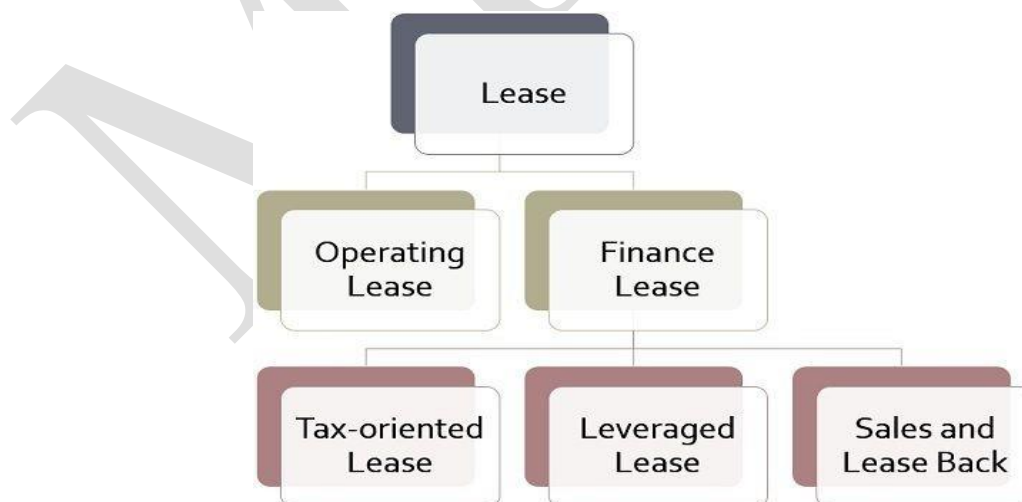 Lease
Operating
Lease
Finance
Lease
Tax-oriented
Lease
Leveraged
Lease
Sales and
Lease Back